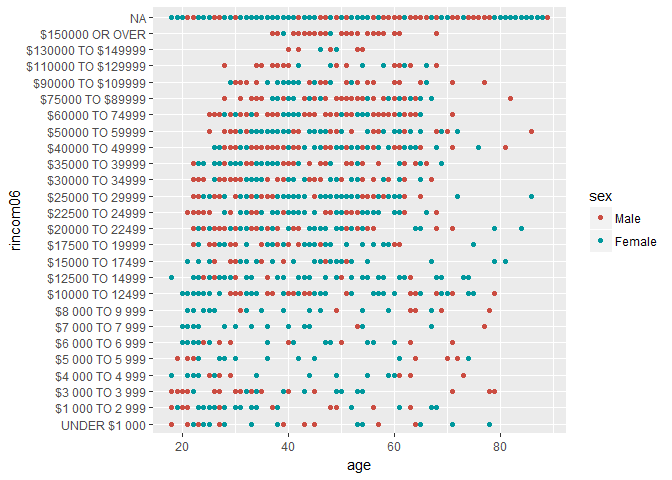 NA
$150000 OR OVER
$130000 TO $149999
$110000 TO $129999
$90000 TO $109999
$75000 TO $89999
$60000 TO 74999
$50000 TO 59999
$40000 TO 49999
$35000 TO 39999
$30000 TO 34999
$25000 TO 29999
$22500 TO 24999
$20000 TO 22499
$17500 TO 19999
$15000 TO 17499
$12500 TO 14999
$10000 TO 12499
$8 000 TO 9 999
$7 000 TO 7 999
$6 000 TO 6 999
$5 000 TO 5 999
$4 000 TO 4 999
$3 000 TO 3 999
$1 000 TO 2 999
UNDER $1 000
rincom06
20 40 60 80
age
sex
Male
Female